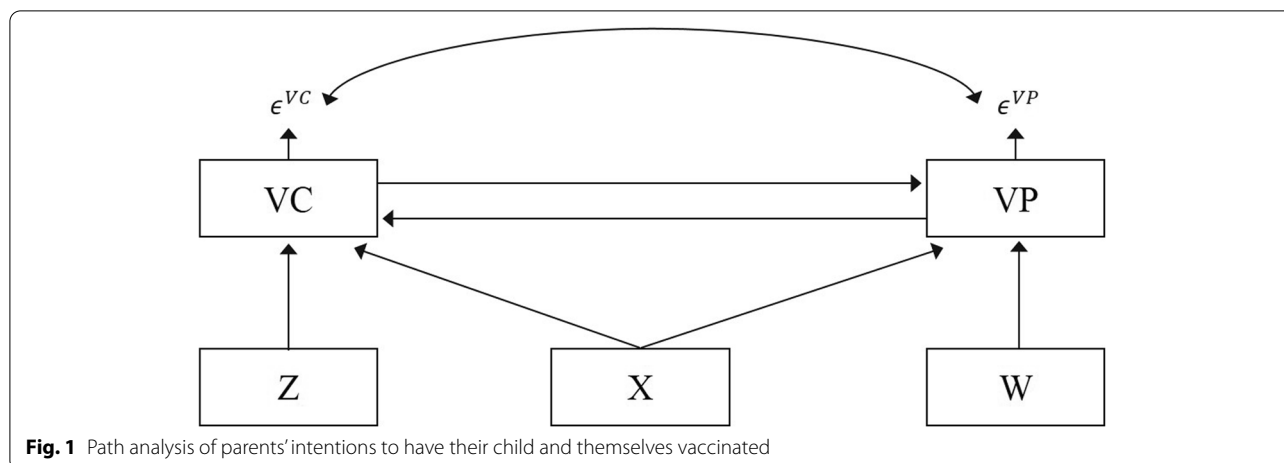 ϵ^VC ϵ^VP
VC VP
Z X W
Fig. 1 Path analysis of parents' intentions to have their child and themselves vaccinated